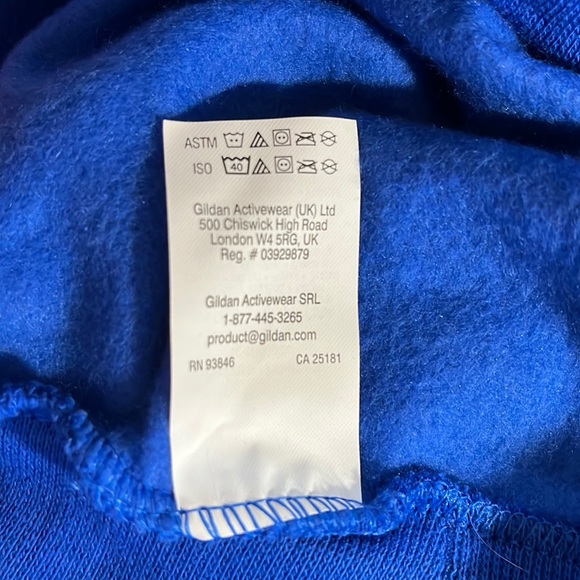 ASTM
ISO 40
Gildan Activewear (UK) Ltd
500 Chiswick High Road
London W4 5RG, UK
Reg. # 03929879
Gildan Activewear SRL
1-877-445-3265
product@gildan.com
RN 93846 CA 25181